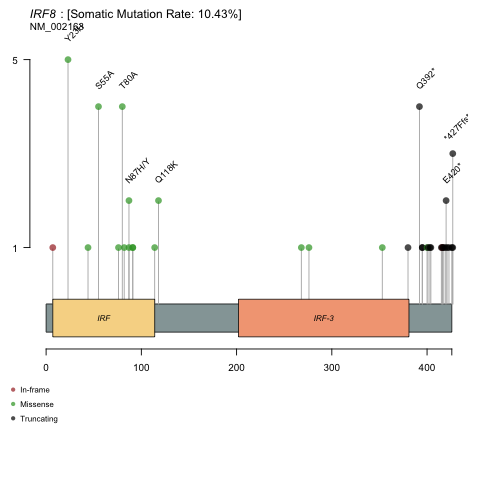 IRF8 : [Somatic Mutation Rate: 10.43%]
NM_002163
S55A
T80A
Q392*
5
*427Ffs*
N87H/Y
Q118K
E420*
1
IRF
IRF-3
0
100
200
300
400
In-frame
Missense
Truncating